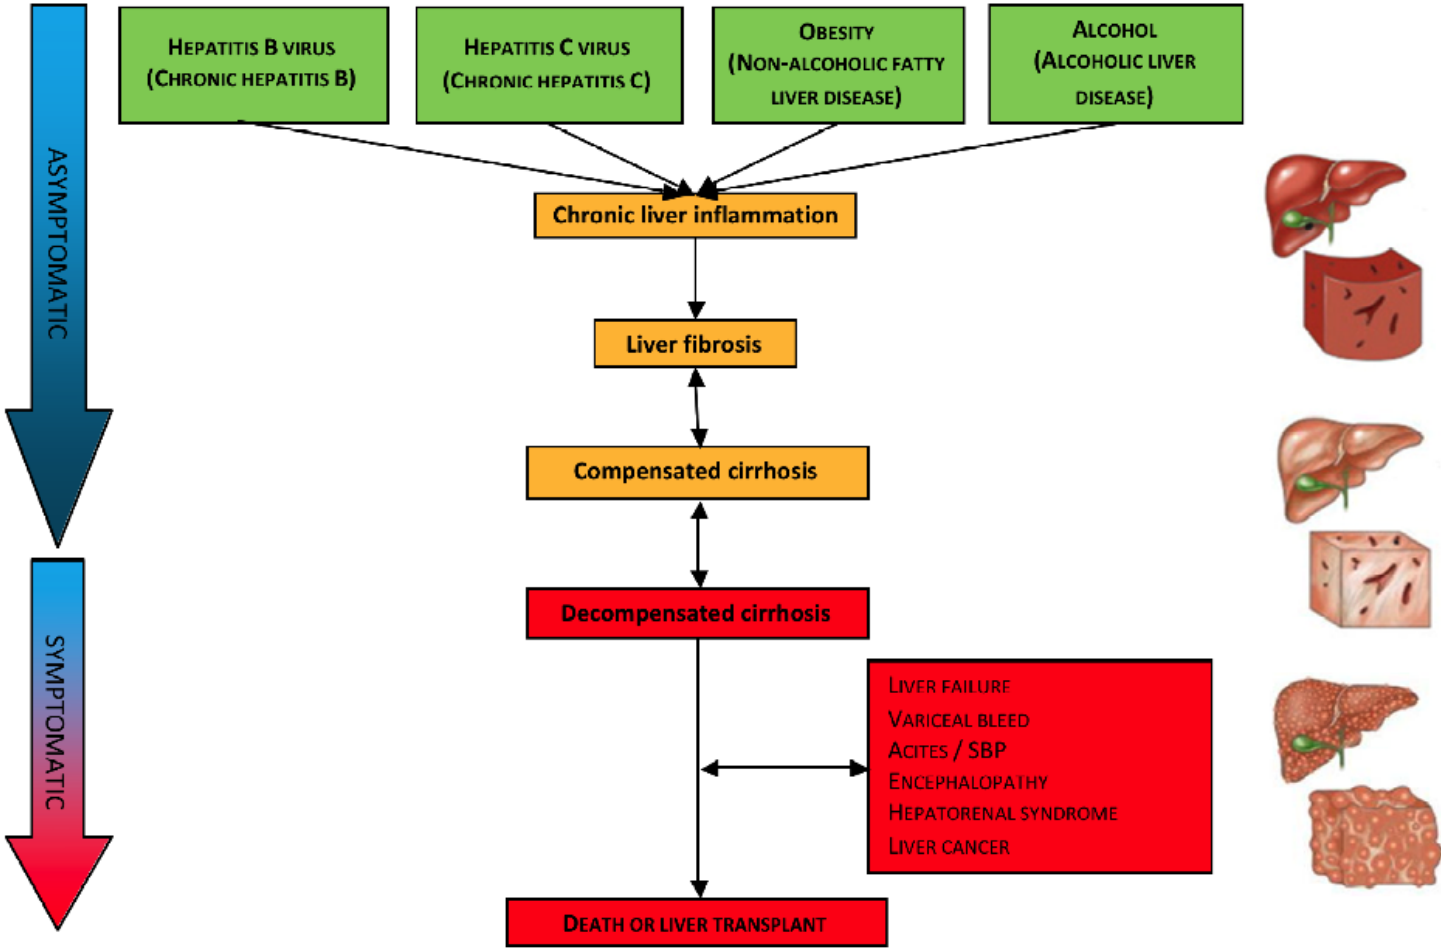 HEPATITIS B VIRUS
(CHRONIC HEPATITIS B)
HEPATITIS C VIRUS
(CHRONIC HEPATITIS C)
OBESITY
(NON-ALCOHOLIC FATTY
LIVER DISEASE)
ALCOHOL
(ALCOHOLIC LIVER
DISEASE)
ASYMPTOMATIC
Chronic liver inflammation
Liver fibrosis
Compensated cirrhosis
Decompensated cirrhosis
SYMPTOMATIC
LIVER FAILURE
VARICEAL BLEED
ACITES / SBP
ENCEPHALOPATHY
HEPATORENAL SYNDROME
LIVER CANCER
DEATH OR LIVER TRANSPLANT